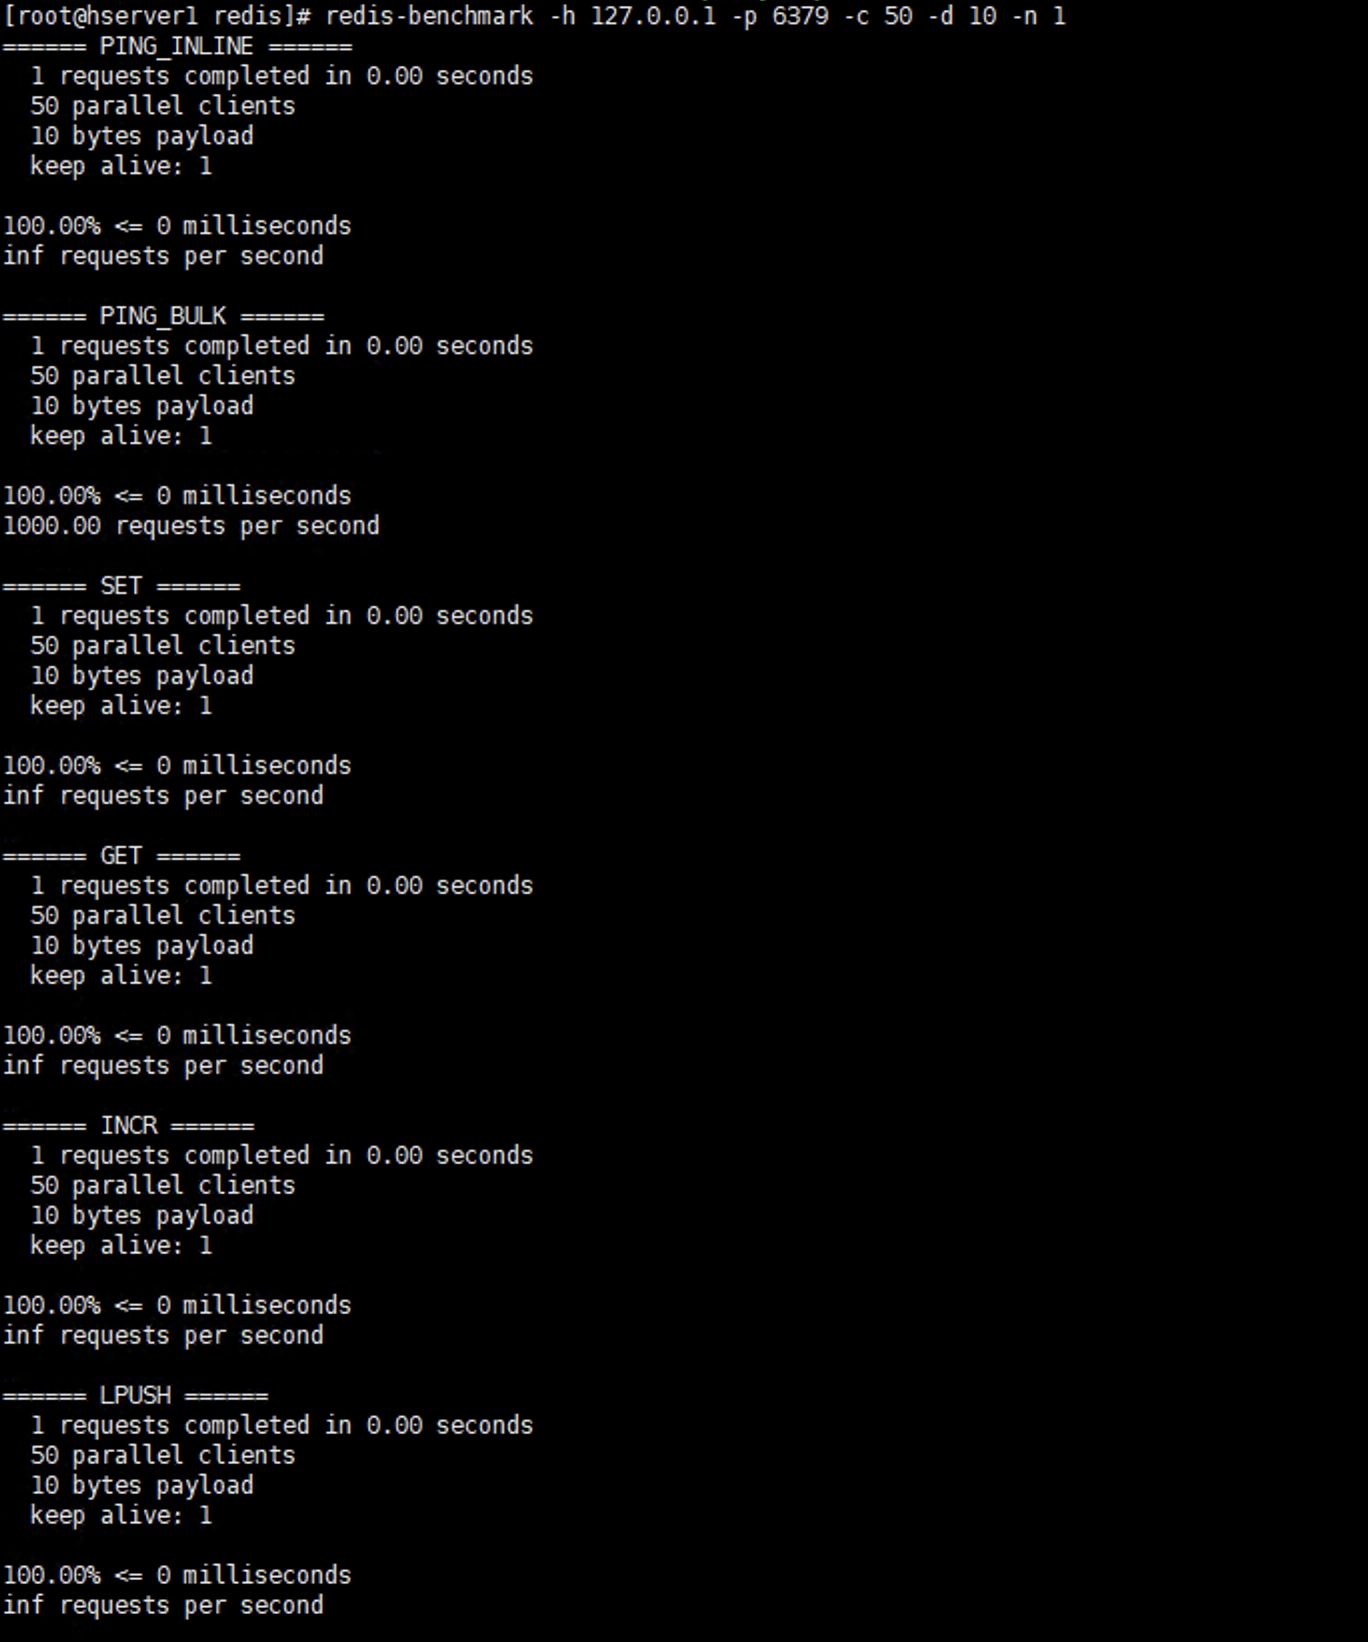 [root@hserver1 redis]# redis-benchmark -h 127.0.0.1 -p 6379 -c 50 -d 10 -n 1
====== PING_INLINE ======
  1 requests completed in 0.00 seconds
  50 parallel clients
  10 bytes payload
  keep alive: 1

100.00% <= 0 milliseconds
inf requests per second

====== PING_BULK ======
  1 requests completed in 0.00 seconds
  50 parallel clients
  10 bytes payload
  keep alive: 1

100.00% <= 0 milliseconds
1000.00 requests per second

====== SET ======
  1 requests completed in 0.00 seconds
  50 parallel clients
  10 bytes payload
  keep alive: 1

100.00% <= 0 milliseconds
inf requests per second

====== GET ======
  1 requests completed in 0.00 seconds
  50 parallel clients
  10 bytes payload
  keep alive: 1

100.00% <= 0 milliseconds
inf requests per second

====== INCR ======
  1 requests completed in 0.00 seconds
  50 parallel clients
  10 bytes payload
  keep alive: 1

100.00% <= 0 milliseconds
inf requests per second

====== LPUSH ======
  1 requests completed in 0.00 seconds
  50 parallel clients
  10 bytes payload
  keep alive: 1

100.00% <= 0 milliseconds
inf requests per second